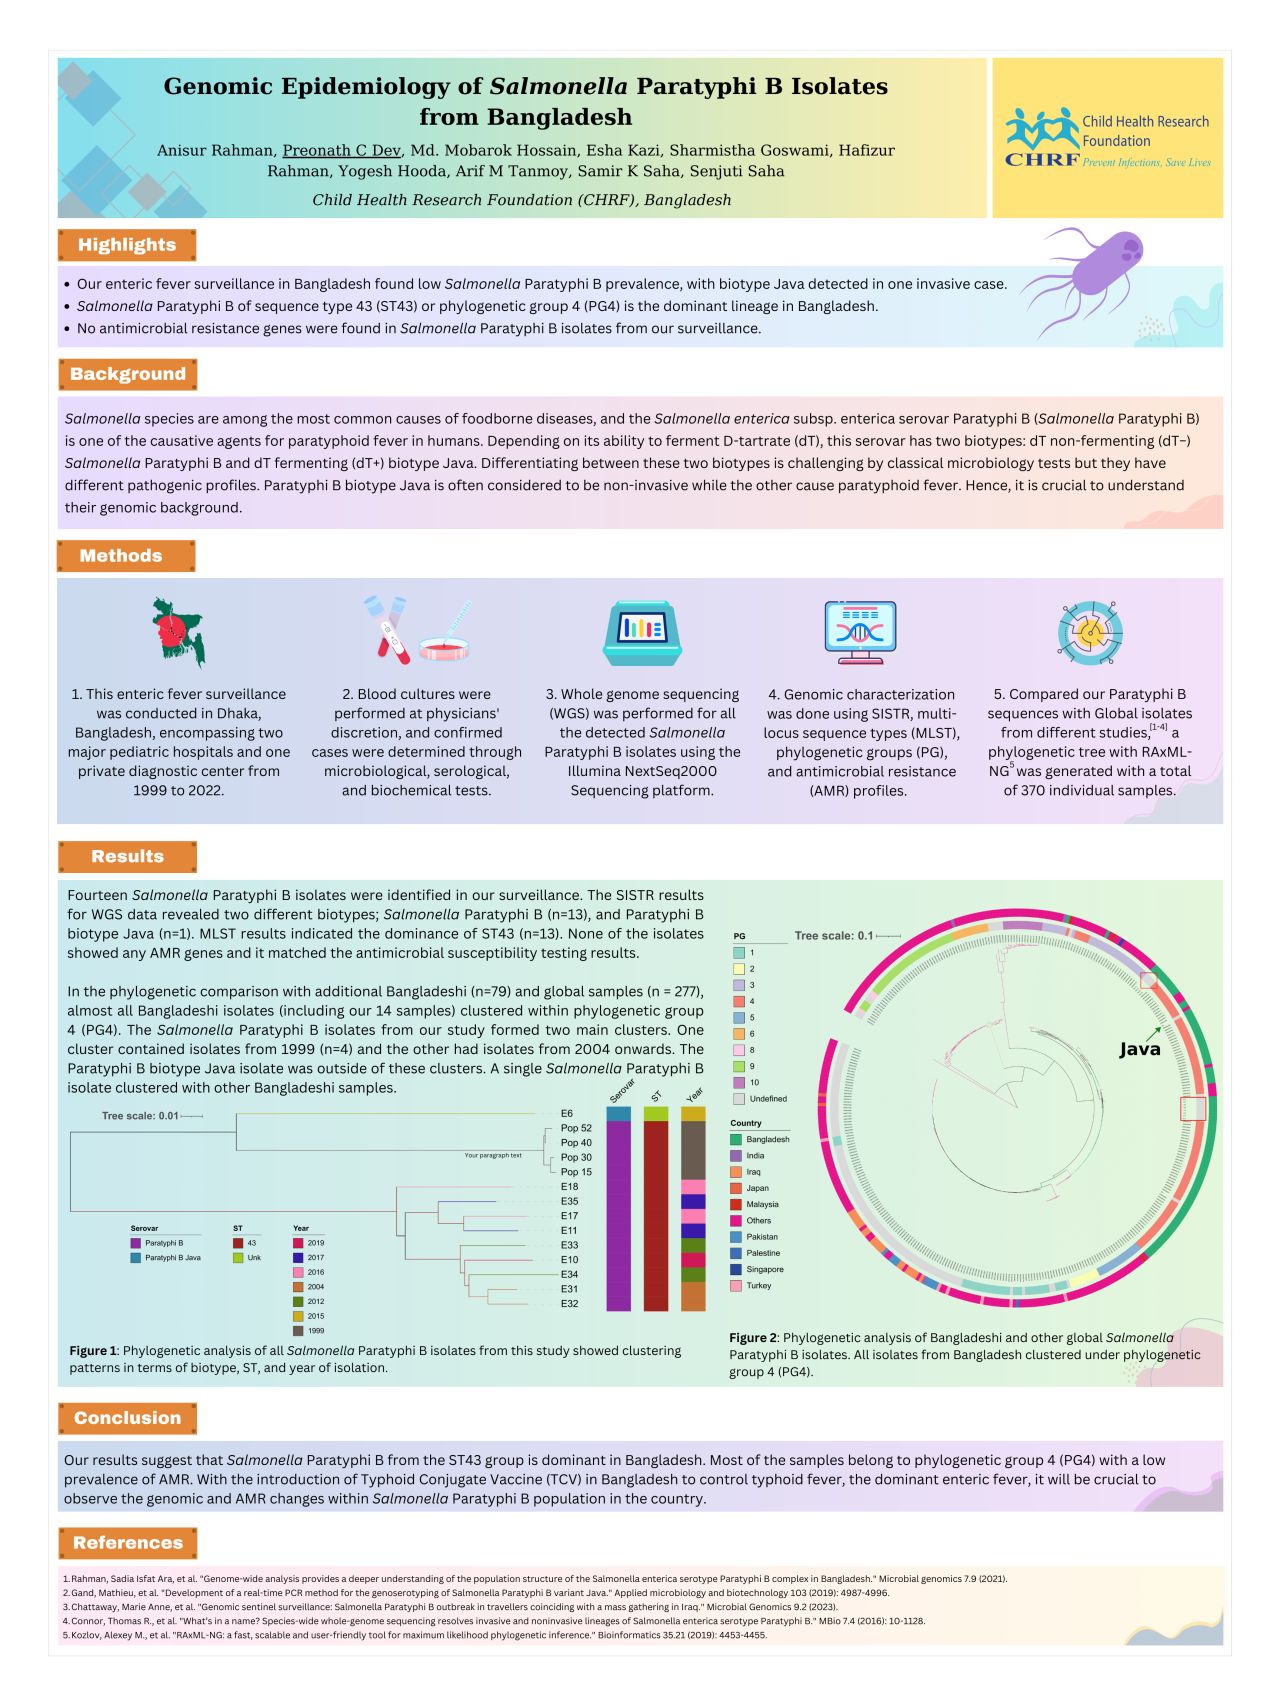 Genomic Epidemiology of Salmonella Paratyphi B Isolates
from Bangladesh
Anisur Rahman, Preonath C Dev, Md. Mobarok Hossain, Esha Kazi, Sharmistha Goswami, Hafizur
Rahman, Yogesh Hooda, Arif M Tanmoy, Samir K Saha, Senjuti Saha
Child Health Research Foundation (CHRF), Bangladesh
CHRF
Child Health Research
Foundation
Prevent Infections, Save Lives
Highlights
• Our enteric fever surveillance in Bangladesh found low Salmonella Paratyphi B prevalence, with biotype Java detected in one invasive case.
• Salmonella Paratyphi B of sequence type 43 (ST43) or phylogenetic group 4 (PG4) is the dominant lineage in Bangladesh.
• No antimicrobial resistance genes were found in Salmonella Paratyphi B isolates from our surveillance.
Background
Salmonella species are among the most common causes of foodborne diseases, and the Salmonella enterica subsp. enterica serovar Paratyphi B (Salmonella Paratyphi B)
is one of the causative agents for paratyphoid fever in humans. Depending on its ability to ferment D-tartrate (dT), this serovar has two biotypes: dT non-fermenting (dT−)
Salmonella Paratyphi B and dT fermenting (dT+) biotype Java. Differentiating between these two biotypes is challenging by classical microbiology tests but they have
different pathogenic profiles. Paratyphi B biotype Java is often considered to be non-invasive while the other cause paratyphoid fever. Hence, it is crucial to understand
their genomic background.
Methods
1. This enteric fever surveillance
was conducted in Dhaka,
Bangladesh, encompassing two
major pediatric hospitals and one
private diagnostic center from
1999 to 2022.
2. Blood cultures were
performed at physicians'
discretion, and confirmed
cases were determined through
microbiological, serological,
and biochemical tests.
3. Whole genome sequencing
(WGS) was performed for all
the detected Salmonella
Paratyphi B isolates using the
Illumina NextSeq2000
Sequencing platform.
4. Genomic characterization
was done using SISTR, multi-
locus sequence types (MLST),
phylogenetic groups (PG),
and antimicrobial resistance
(AMR) profiles.
5. Compared our Paratyphi B
sequences with Global isolates
from different studies,[1-4] a
phylogenetic tree with RAxML-
NG5 was generated with a total
of 370 individual samples.
Results
Fourteen Salmonella Paratyphi B isolates were identified in our surveillance. The SISTR results
for WGS data revealed two different biotypes; Salmonella Paratyphi B (n=13), and Paratyphi B
biotype Java (n=1). MLST results indicated the dominance of ST43 (n=13). None of the isolates
showed any AMR genes and it matched the antimicrobial susceptibility testing results.
In the phylogenetic comparison with additional Bangladeshi (n=79) and global samples (n = 277),
almost all Bangladeshi isolates (including our 14 samples) clustered within phylogenetic group
4 (PG4). The Salmonella Paratyphi B isolates from our study formed two main clusters. One
cluster contained isolates from 1999 (n=4) and the other had isolates from 2004 onwards. The
Paratyphi B biotype Java isolate was outside of these clusters. A single Salmonella Paratyphi B
isolate clustered with other Bangladeshi samples.
Tree scale: 0.01
Serovar
ST
Year
E6
Pop 52
Pop 40
Pop 30
Pop 15
E18
E35
E17
E11
E33
E10
E34
E31
E32
Your paragraph text
Serovar
Paratyphi B
Paratyphi B Java
ST
43
Unk
Year
2019
2017
2016
2004
2012
2015
1999
Figure 1: Phylogenetic analysis of all Salmonella Paratyphi B isolates from this study showed clustering
patterns in terms of biotype, ST, and year of isolation.
PG
1
2
3
4
5
6
8
9
10
Undefined
Country
Bangladesh
India
Iraq
Japan
Malaysia
Others
Pakistan
Palestine
Singapore
Turkey
Tree scale: 0.1
Java
Figure 2: Phylogenetic analysis of Bangladeshi and other global Salmonella
Paratyphi B isolates. All isolates from Bangladesh clustered under phylogenetic
group 4 (PG4).
Conclusion
Our results suggest that Salmonella Paratyphi B from the ST43 group is dominant in Bangladesh. Most of the samples belong to phylogenetic group 4 (PG4) with a low
prevalence of AMR. With the introduction of Typhoid Conjugate Vaccine (TCV) in Bangladesh to control typhoid fever, the dominant enteric fever, it will be crucial to
observe the genomic and AMR changes within Salmonella Paratyphi B population in the country.
References
1. Rahman, Sadia Isfat Ara, et al. "Genome-wide analysis provides a deeper understanding of the population structure of the Salmonella enterica serotype Paratyphi B complex in Bangladesh." Microbial genomics 7.9 (2021).
2. Gand, Mathieu, et al. "Development of a real-time PCR method for the genoserotyping of Salmonella Paratyphi B variant Java." Applied microbiology and biotechnology 103 (2019): 4987-4996.
3. Chattaway, Marie Anne, et al. "Genomic sentinel surveillance: Salmonella Paratyphi B outbreak in travellers coinciding with a mass gathering in Iraq." Microbial Genomics 9.2 (2023).
4. Connor, Thomas R., et al. "What's in a name? Species-wide whole-genome sequencing resolves invasive and noninvasive lineages of Salmonella enterica serotype Paratyphi B." MBio 7.4 (2016): 10-1128.
5. Kozlov, Alexey M., et al. "RAxML-NG: a fast, scalable and user-friendly tool for maximum likelihood phylogenetic inference." Bioinformatics 35.21 (2019): 4453-4455.